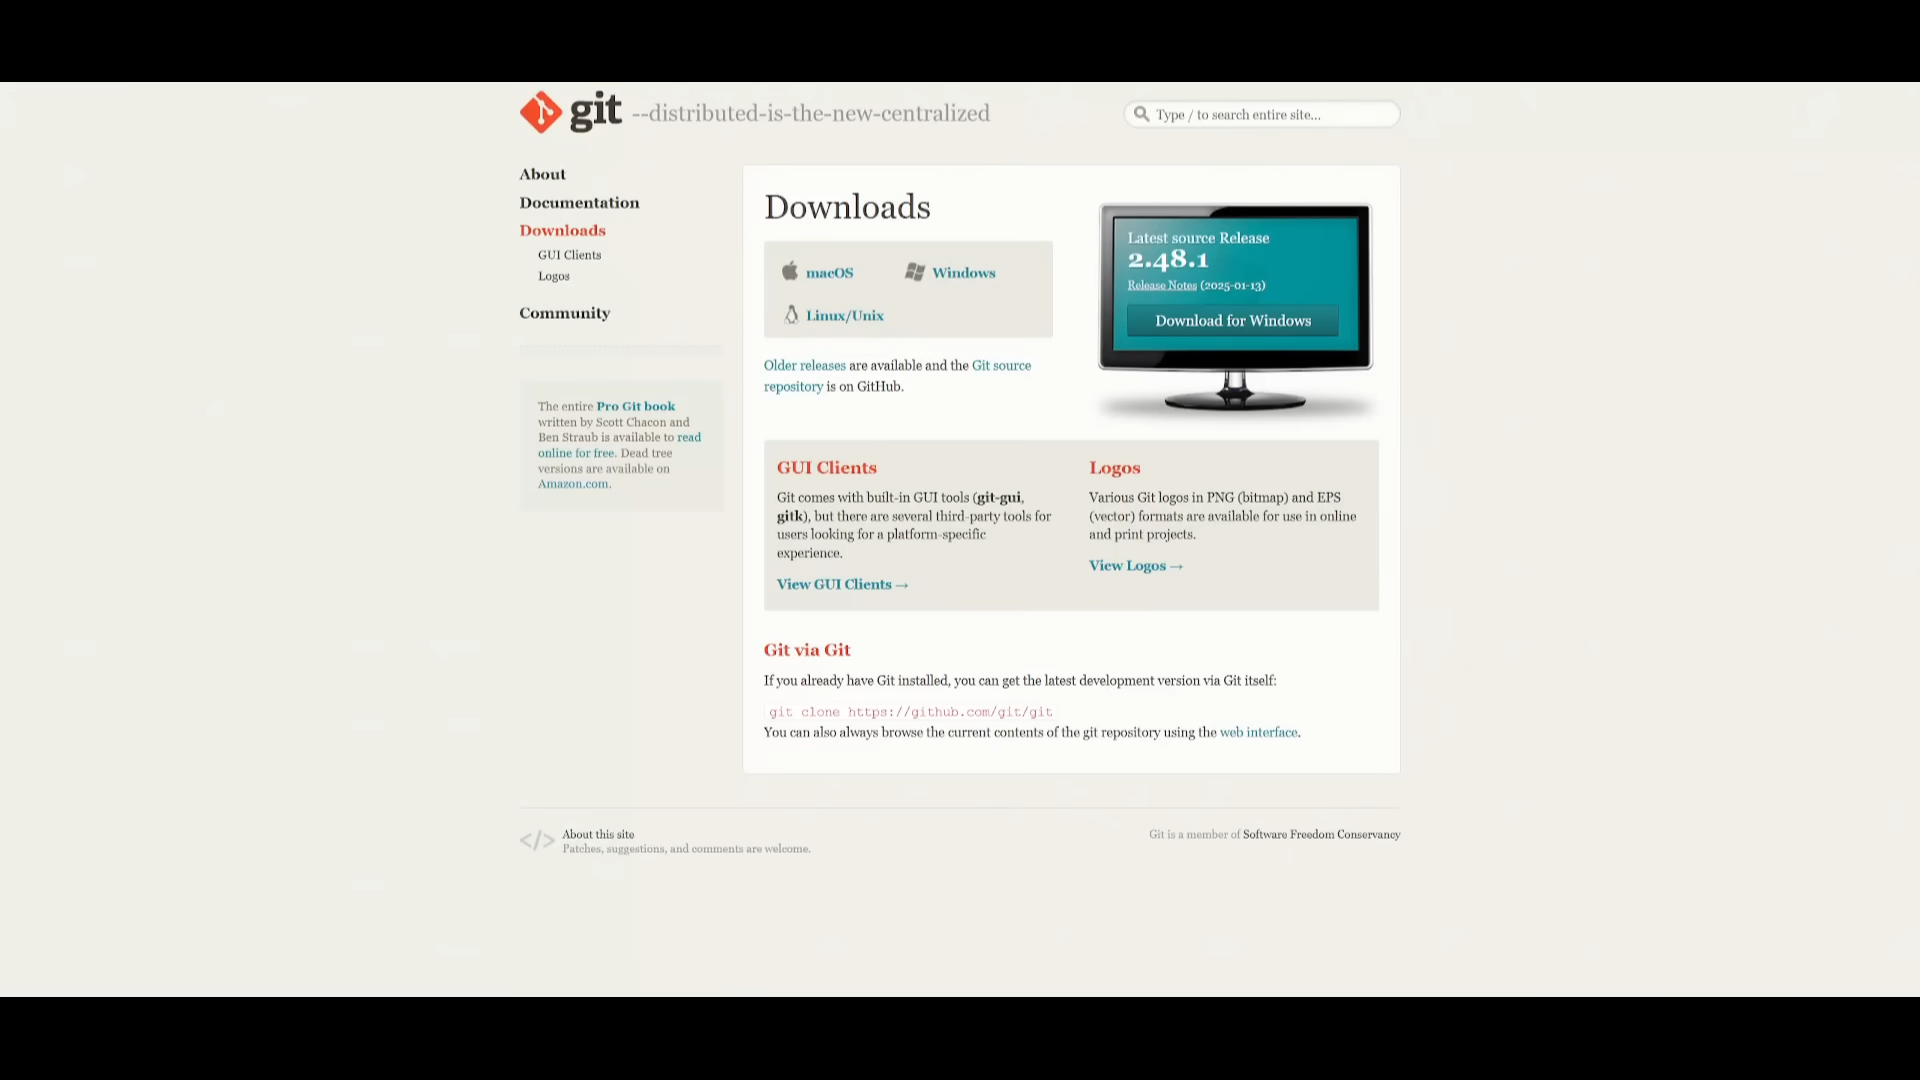 git --distributed-is-the-new-centralized
Type / to search entire site...
About
Documentation
Downloads
GUI Clients
Logos
Community
The entire Pro Git book
written by Scott Chacon and
Ben Straub is available to read
online for free. Dead tree
versions are available on
Amazon.com.
Downloads
macOS
Windows
Linux/Unix
Older releases are available and the Git source
repository is on GitHub.
Latest source Release
2.48.1
Release Notes (2025-01-13)
Download for Windows
GUI Clients
Git comes with built-in GUI tools (git-gui,
gitk), but there are several third-party tools for
users looking for a platform-specific
experience.
View GUI Clients →
Logos
Various Git logos in PNG (bitmap) and EPS
(vector) formats are available for use in online
and print projects.
View Logos →
Git via Git
If you already have Git installed, you can get the latest development version via Git itself:
git clone https://github.com/git/git
You can also always browse the current contents of the git repository using the web interface.
</> About this site
Patches, suggestions, and comments are welcome.
Git is a member of Software Freedom Conservancy